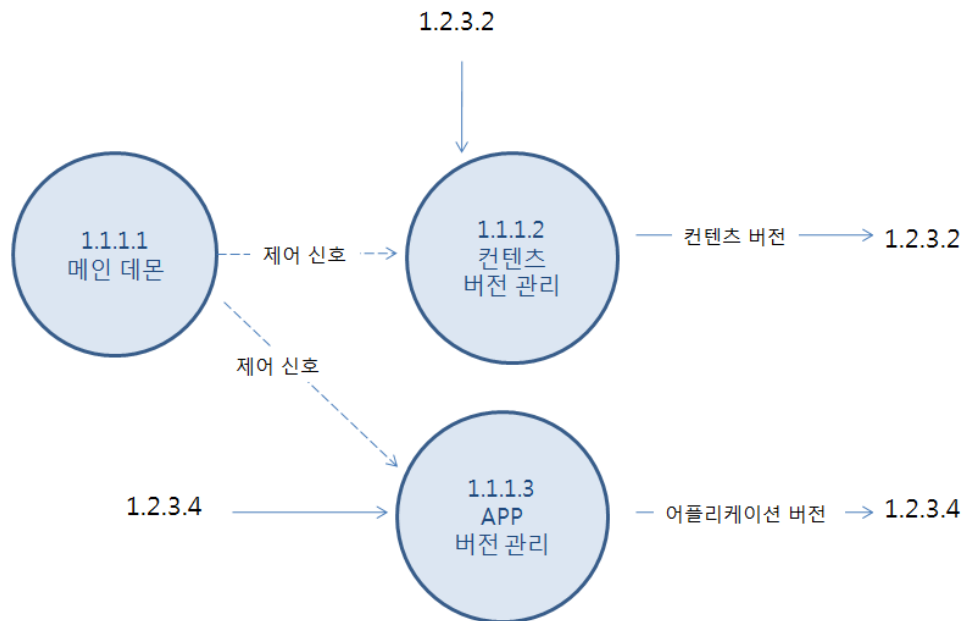 1.2.3.2
1.1.1.1
메인 데몬
제어 신호
1.1.1.2
컨텐츠
버전 관리
컨텐츠 버전
1.2.3.2
제어 신호
1.2.3.4
1.1.1.3
APP
버전 관리
어플리케이션 버전
1.2.3.4